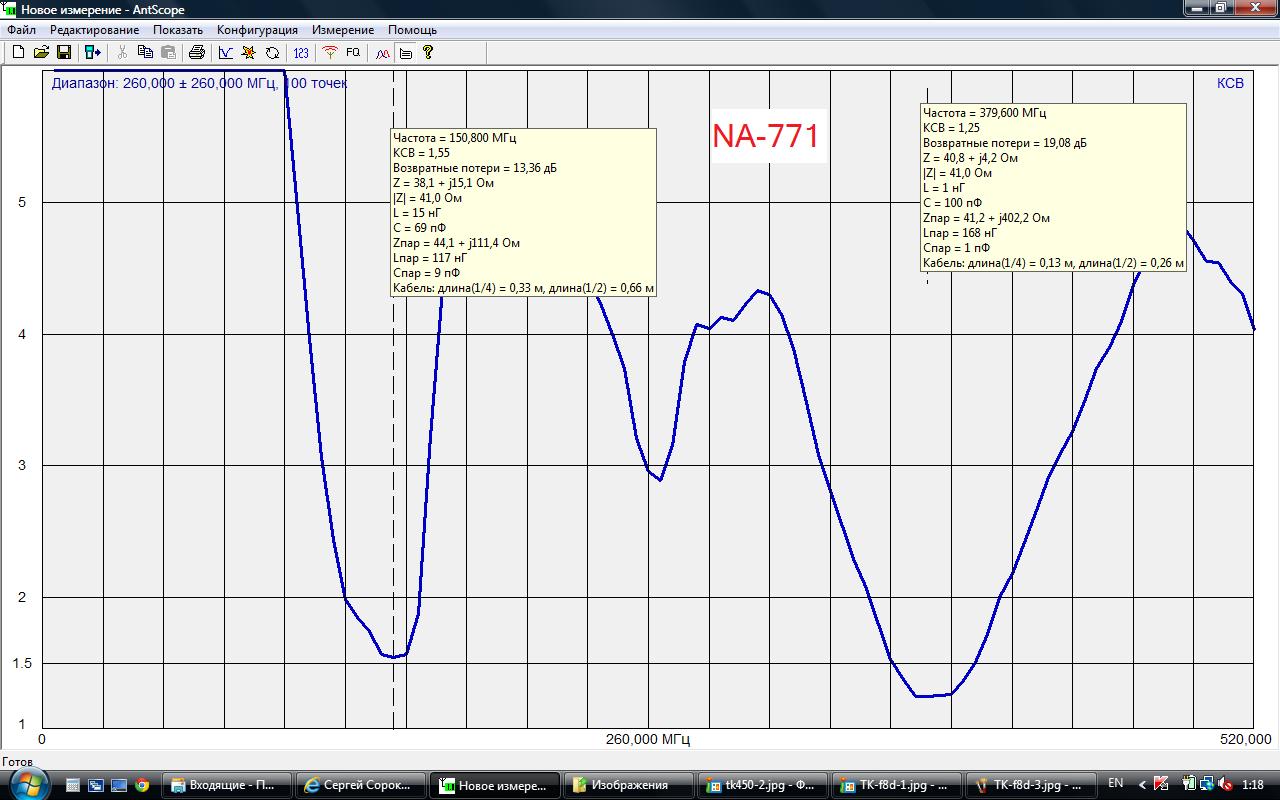 Новое измерение - AntScope
Файл Редактирование Показать Конфигурация Измерение Помощь
123 FQ
Диапазон: 260,000 ± 260,000 МГц, 100 точек
КСВ
NA-771
Частота = 150,800 МГц
КСВ = 1,55
Возвратные потери = 13,36 дБ
Z = 38,1 + j15,1 Ом
|Z| = 41,0 Ом
L = 15 нГ
C = 69 пФ
Zпар = 44,1 + j111,4 Ом
Lпар = 117 нГ
Cпар = 9 пФ
Кабель: длина(1/4) = 0,33 м, длина(1/2) = 0,66 м
Частота = 379,600 МГц
КСВ = 1,25
Возвратные потери = 19,08 дБ
Z = 40,8 + j4,2 Ом
|Z| = 41,0 Ом
L = 1 нГ
C = 100 пФ
Zпар = 41,2 + j402,2 Ом
Lпар = 168 нГ
Cпар = 1 пФ
Кабель: длина(1/4) = 0,13 м, длина(1/2) = 0,26 м
5
4
3
2
1.5
1
0 260,000 МГц 520,000
Готов
Входящие - П... Сергей Сорок... Новое измере... Изображения tk450-2.jpg - Ф... TK-f8d-1.jpg - ... TK-f8d-3.jpg - ... EN 1:18